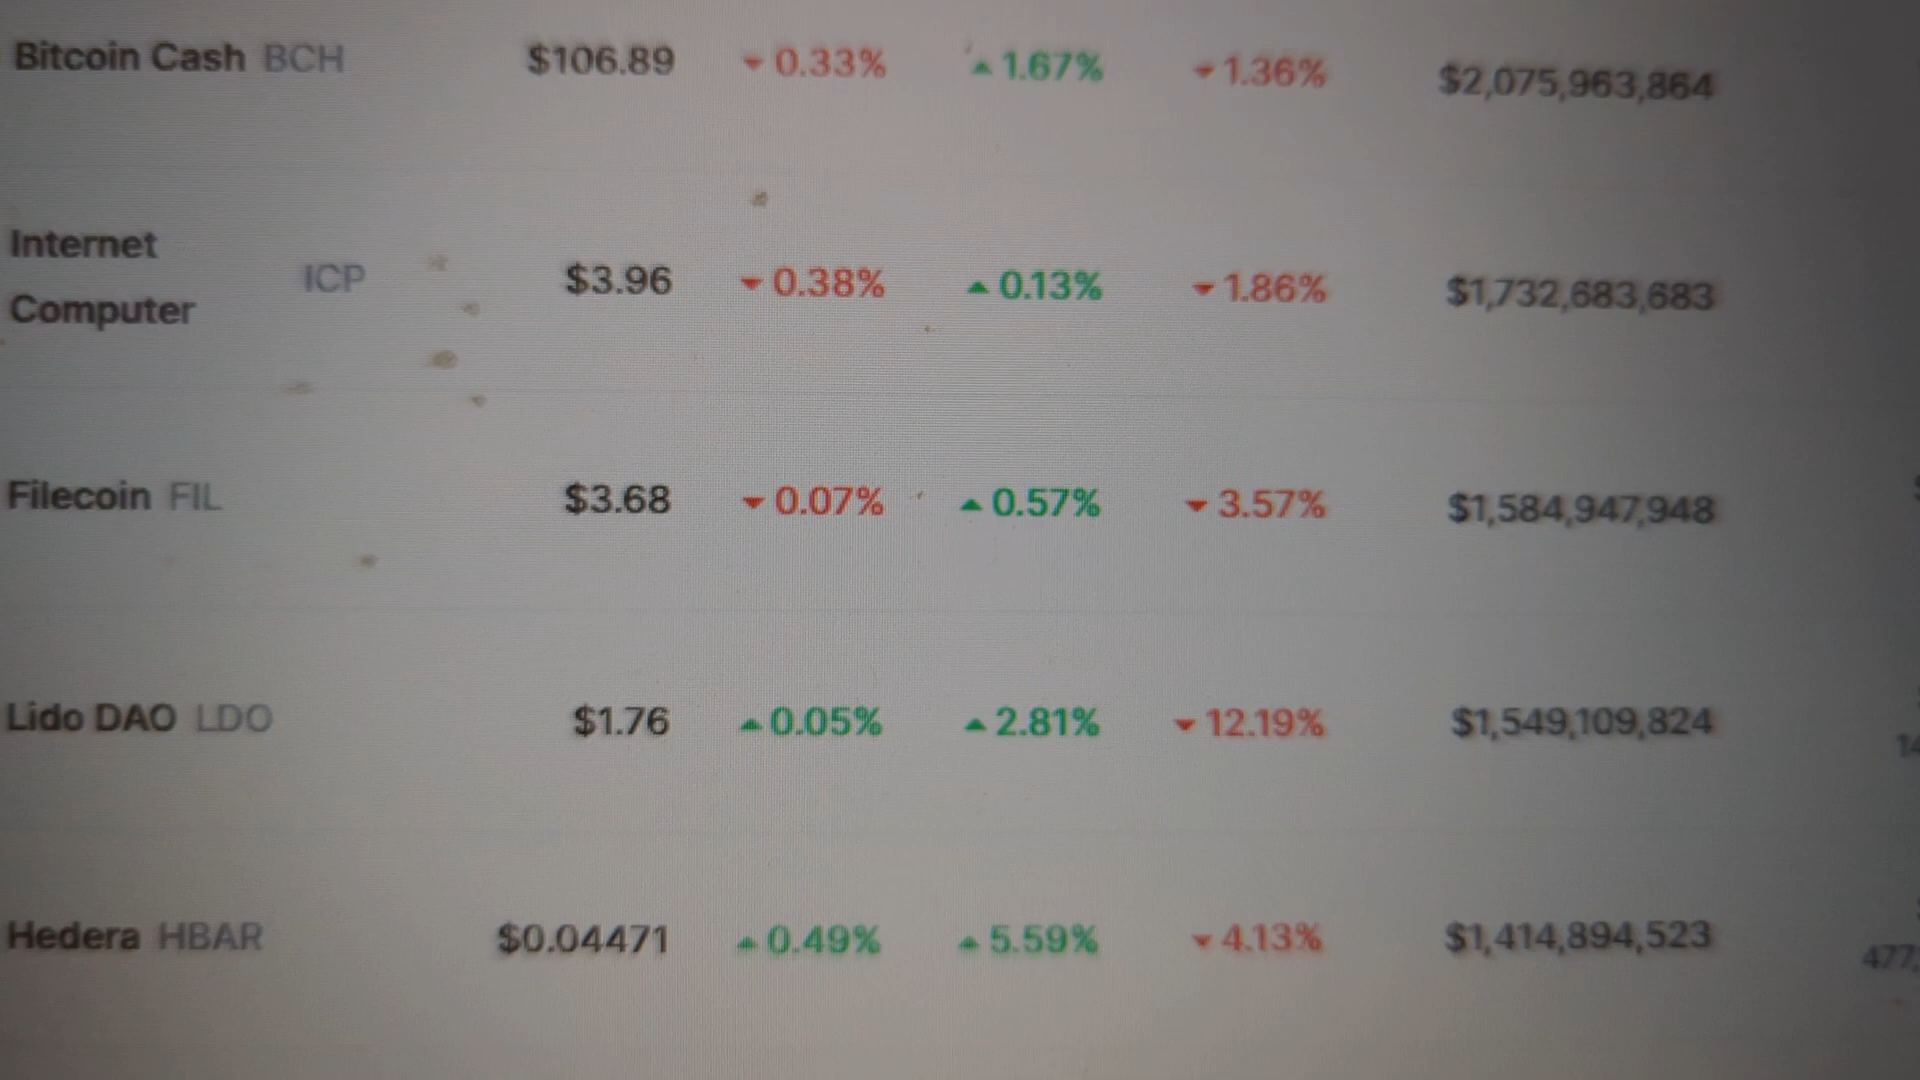 Bitcoin Cash BCH $106.89 0.33% 1.67% 1.36% $2,075,963,864
Internet
Computer ICP $3.96 0.38% 0.13% 1.86% $1,732,683,683
Filecoin FIL $3.68 0.07% 0.57% 3.57% $1,584,947,948
Lido DAO LDO $1.76 0.05% 2.81% 12.19% $1,549,109,824
Hedera HBAR $0.04471 0.49% 5.59% 4.13% $1,414,894,523